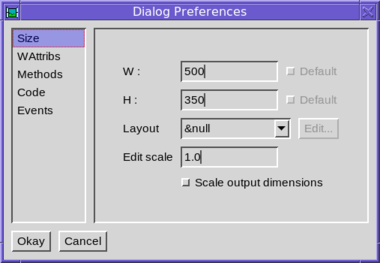 Dialog Preferences
Size
WAttribs
Methods
Code
Events
W : 500 Default
H : 350 Default
Layout &null Edit...
Edit scale 1.0
Scale output dimensions
Okay Cancel